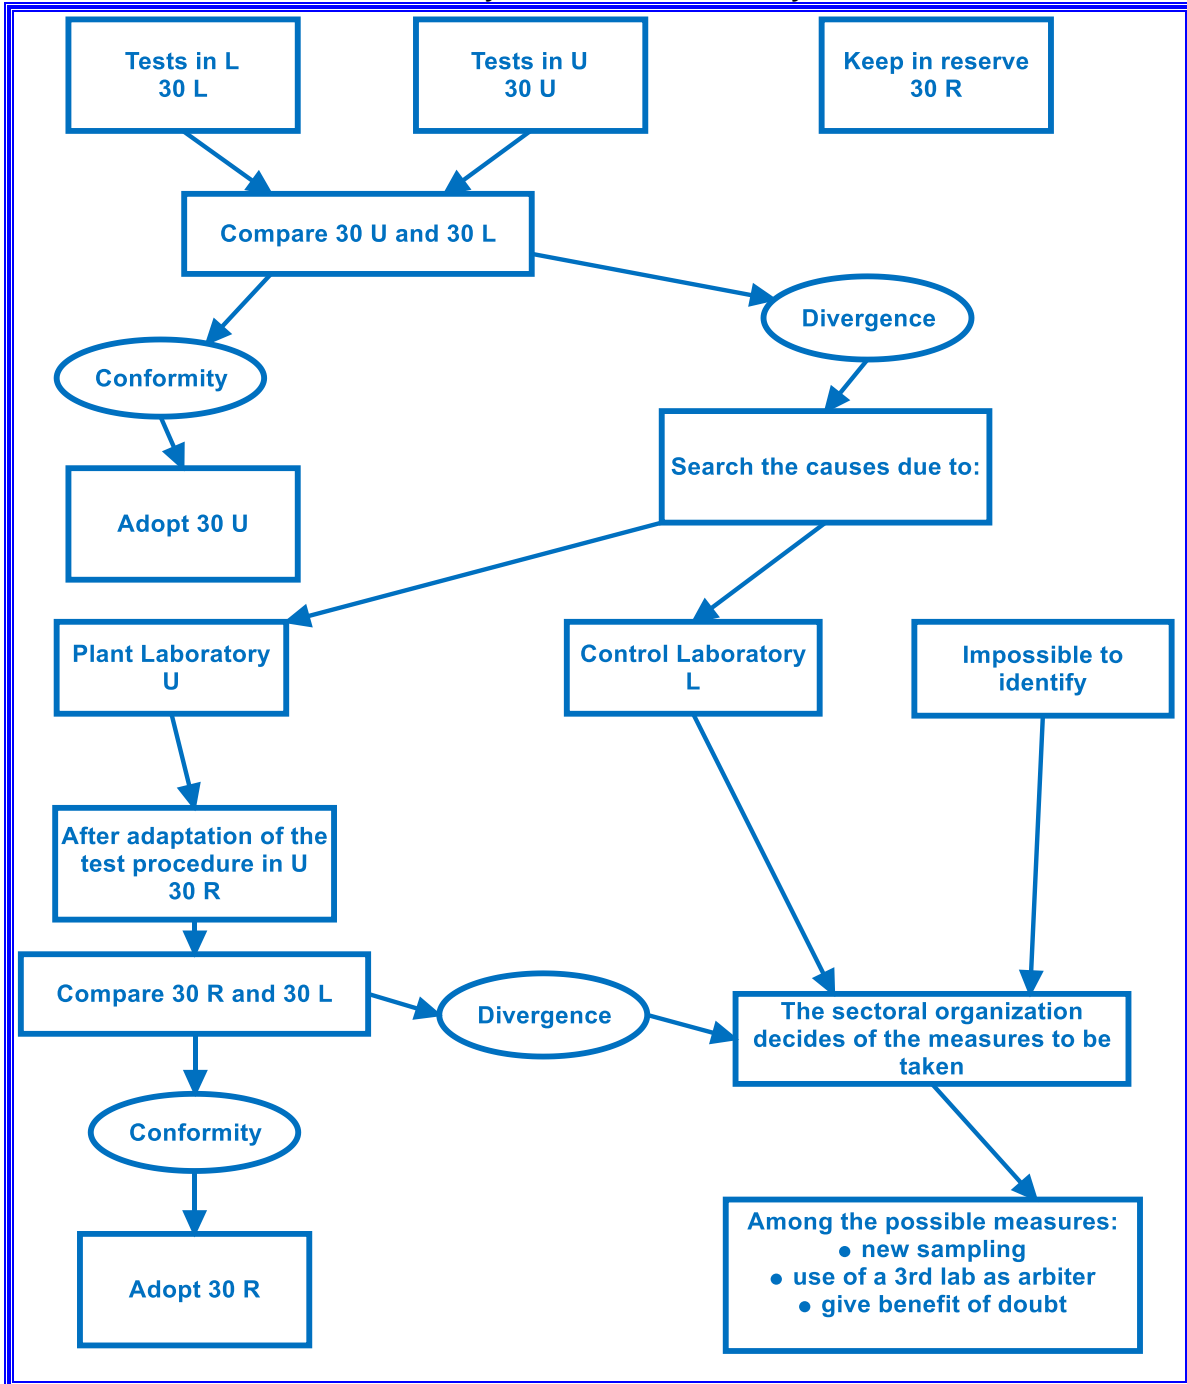 Tests in L
30 L
Tests in U
30 U
Keep in reserve
30 R
Compare 30 U and 30 L
Divergence
Conformity
Search the causes due to:
Adopt 30 U
Plant Laboratory
U
Control Laboratory
L
Impossible to
identify
After adaptation of the
test procedure in U
30 R
Compare 30 R and 30 L
Divergence
The sectoral organization
decides of the measures to be
taken
Conformity
Adopt 30 R
Among the possible measures:
● new sampling
● use of a 3rd lab as arbiter
● give benefit of doubt